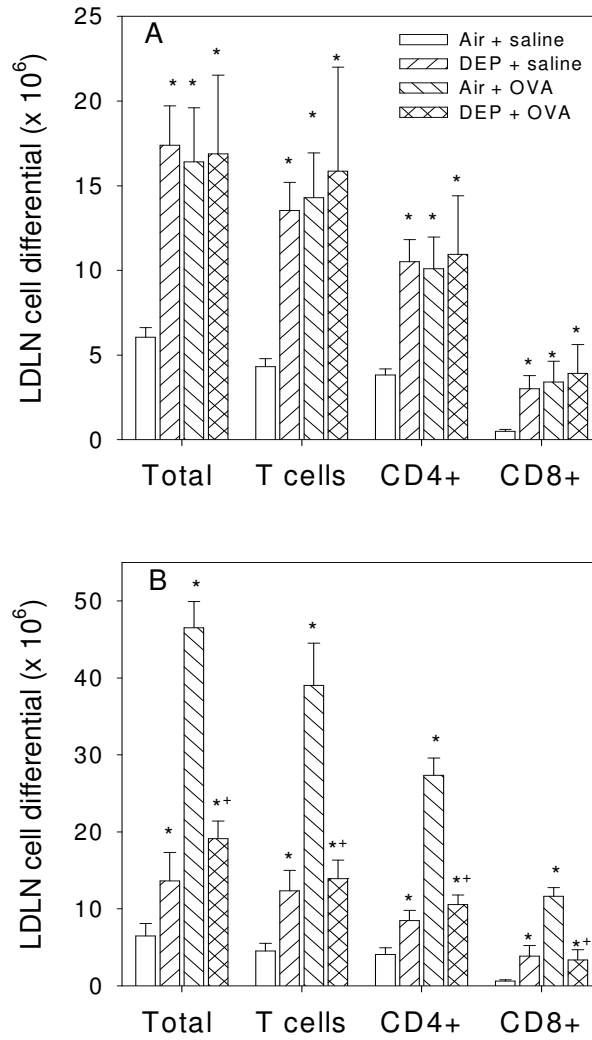 A
Air + saline
DEP + saline
Air + OVA
DEP + OVA
LDLN cell differential (x 10⁶)
25
20
15
10
5
0
* * * *
* * * *
* * * *
* * * *
Total T cells CD4+ CD8+
B
LDLN cell differential (x 10⁶)
50
40
30
20
10
0
* * *+
* * *+
* * *+
* * *+
Total T cells CD4+ CD8+